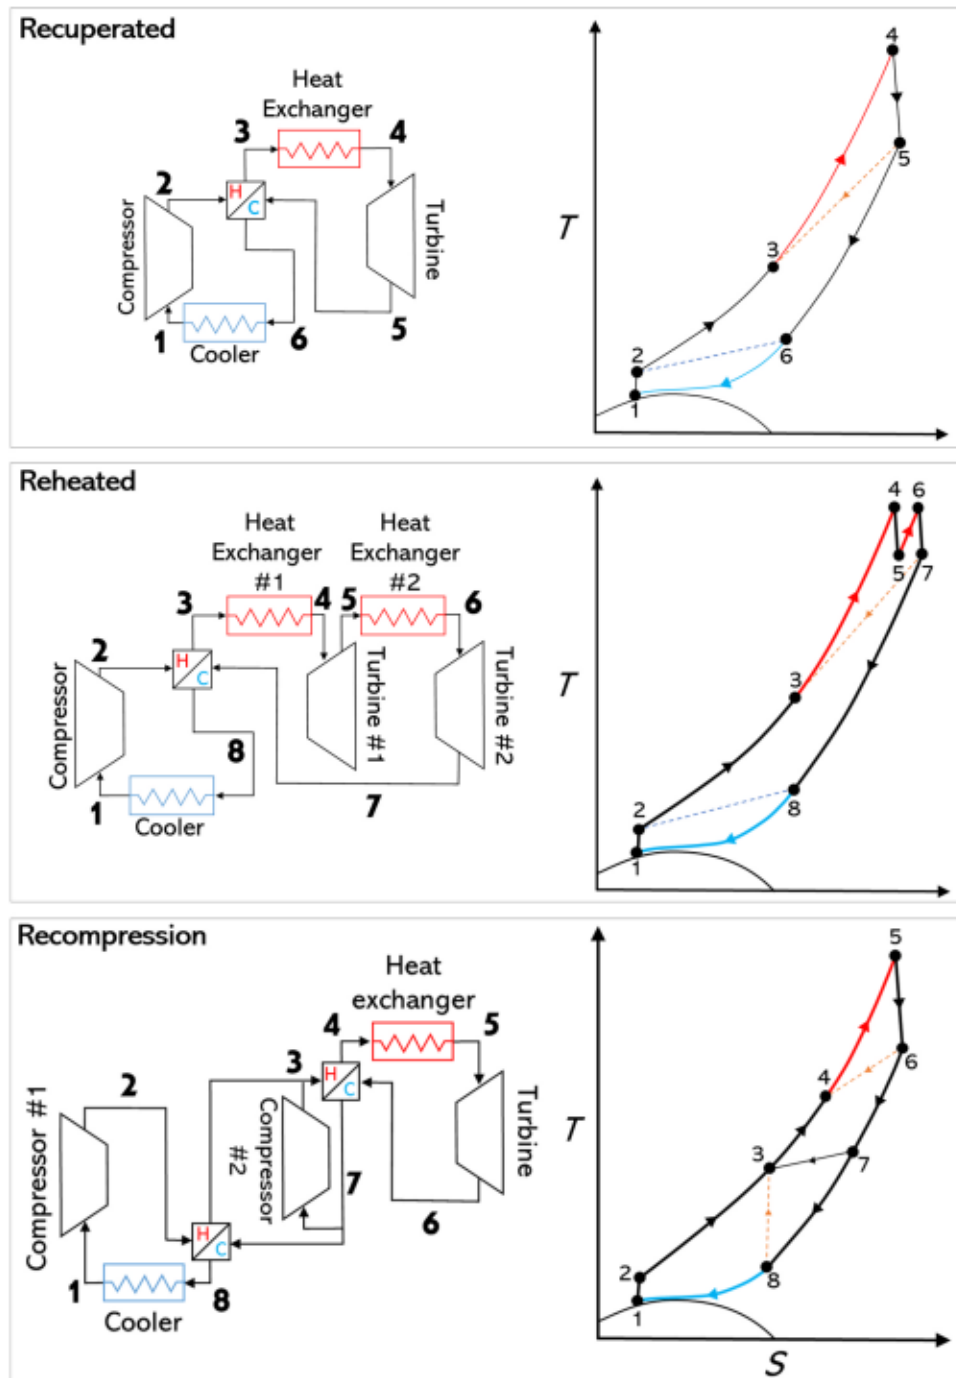 Recuperated
Heat
Exchanger
3
4
2
H
C
Compressor
Turbine
1
6
5
Cooler
T
4
5
3
6
2
1
Reheated
Heat
Exchanger
#1
Heat
Exchanger
#2
3
4
5
6
2
H
C
Compressor
Turbine #1
Turbine #2
8
1
7
Cooler
T
4
6
5
7
3
8
2
1
Recompression
Heat
exchanger
4
5
3
H
C
2
Compressor #1
Compressor
#2
Turbine
7
6
H
C
1
8
Cooler
T
5
6
4
3
7
8
2
1
S